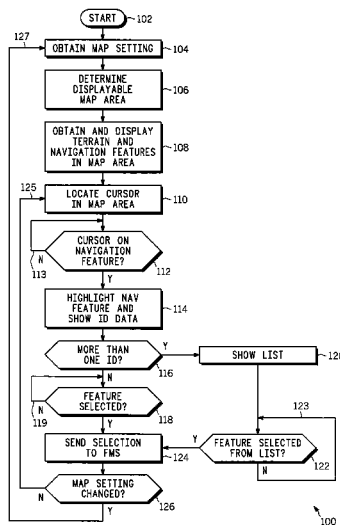 START
102
127
OBTAIN MAP SETTING
104
DETERMINE
DISPLAYABLE
MAP AREA
106
OBTAIN AND DISPLAY
TERRAIN AND
NAVIGATION FEATURES
IN MAP AREA
108
125
LOCATE CURSOR
IN MAP AREA
110
CURSOR ON
NAVIGATION
FEATURE?
N
113
112
Y
HIGHLIGHT NAV
FEATURE AND
SHOW ID DATA
114
MORE THAN
ONE ID?
Y
116
SHOW LIST
120
N
FEATURE
SELECTED?
N
119
118
123
Y
SEND SELECTION
TO FMS
124
Y
FEATURE SELECTED
FROM LIST?
122
N
MAP SETTING
CHANGED?
N
126
Y
100